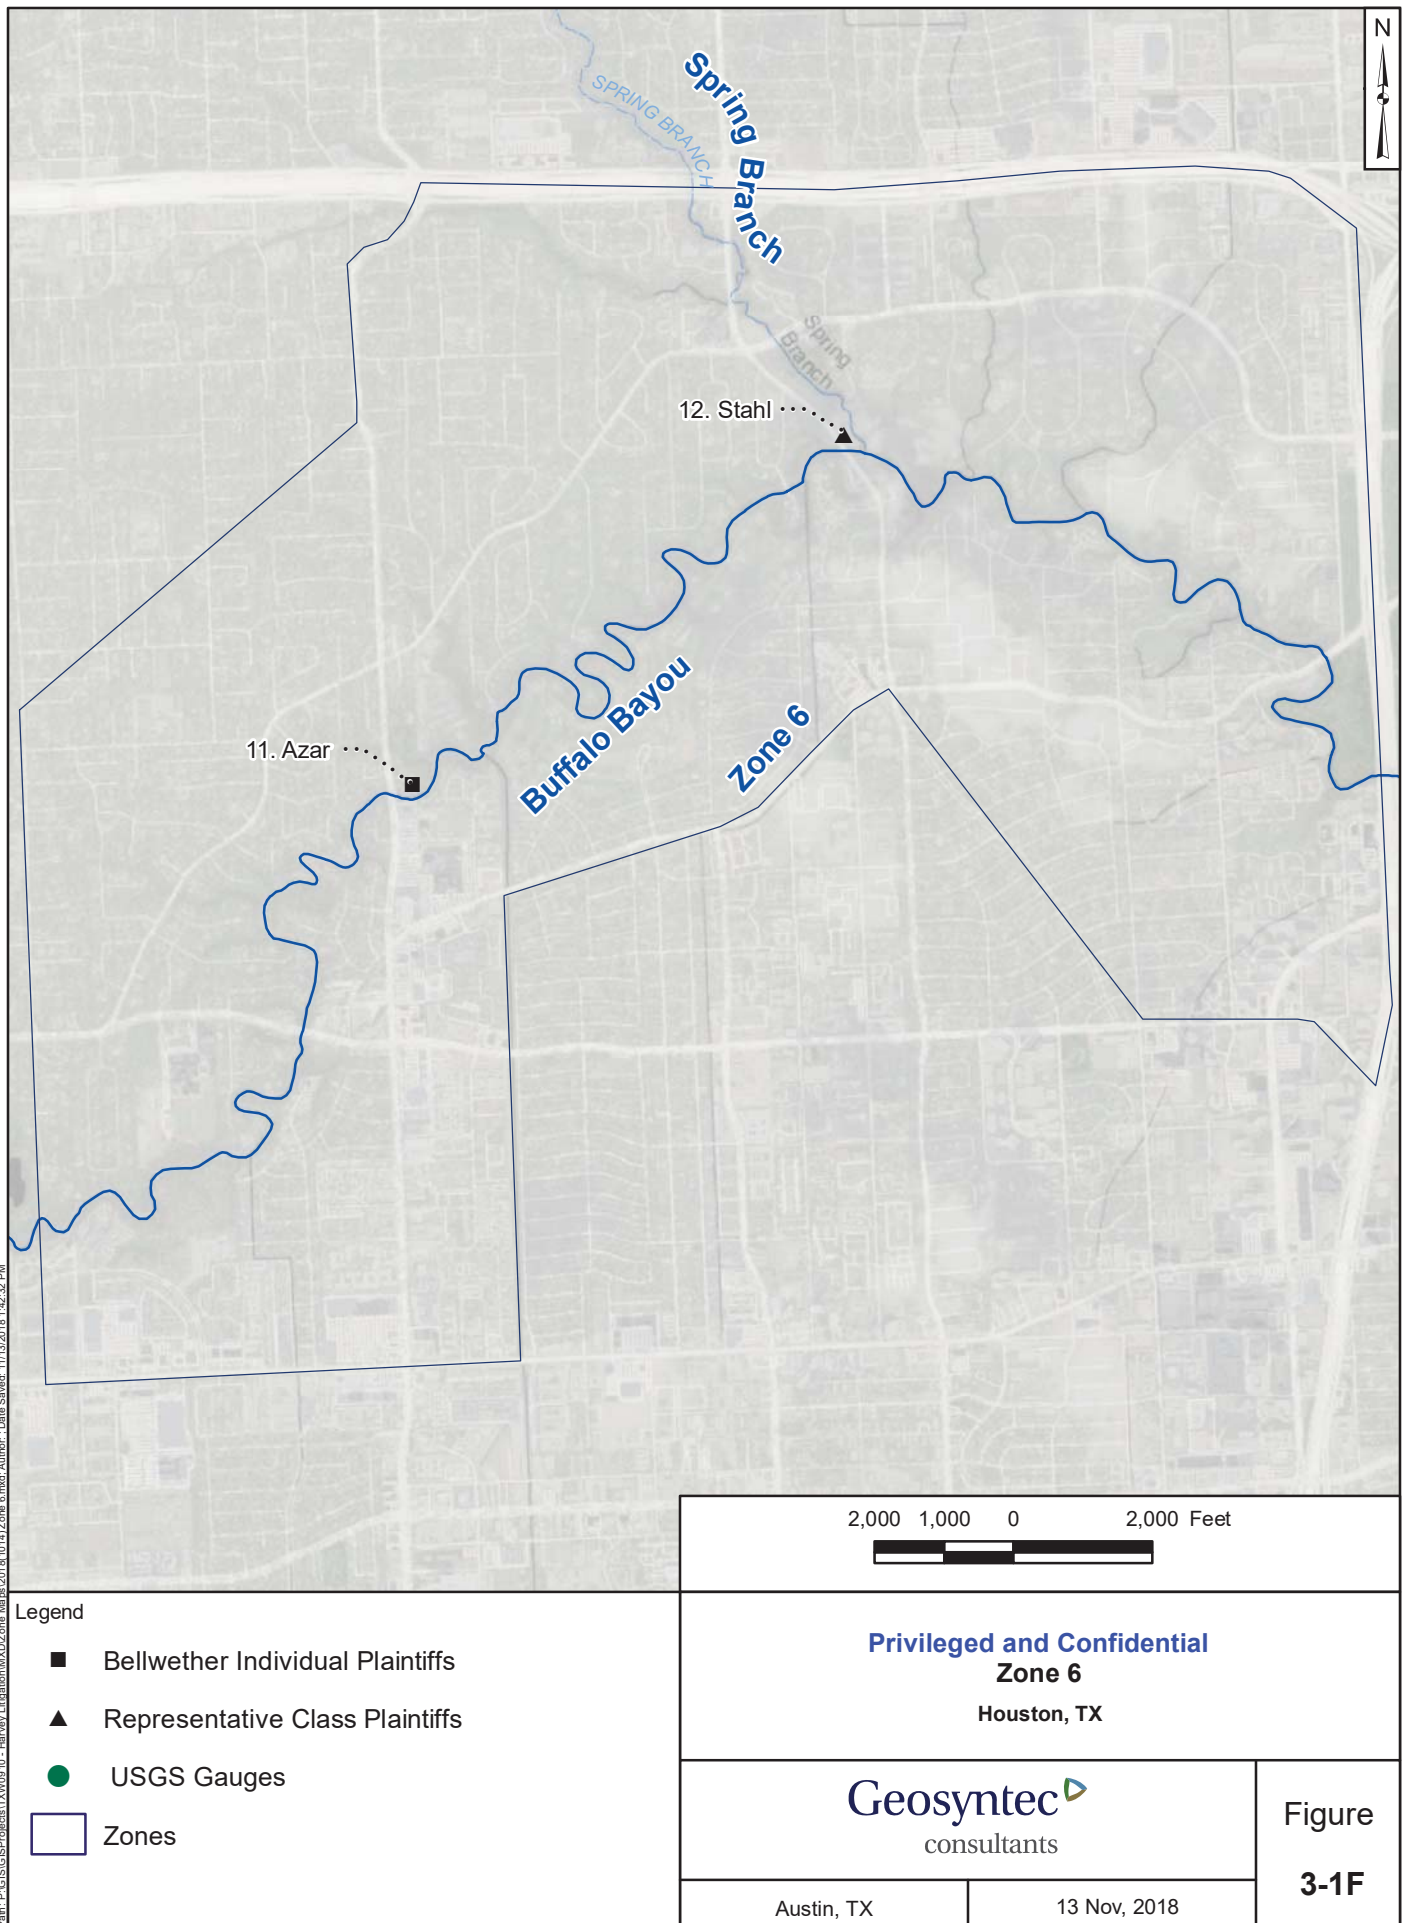 N
Spring Branch
SPRING BRANCH
Spring
Branch
12. Stahl
11. Azar
Buffalo Bayou
Zone 6
2,000 1,000 0 2,000 Feet
Legend
Bellwether Individual Plaintiffs
Representative Class Plaintiffs
USGS Gauges
Zones
Privileged and Confidential
Zone 6
Houston, TX
Geosyntec
consultants
Figure
3-1F
Austin, TX
13 Nov, 2018